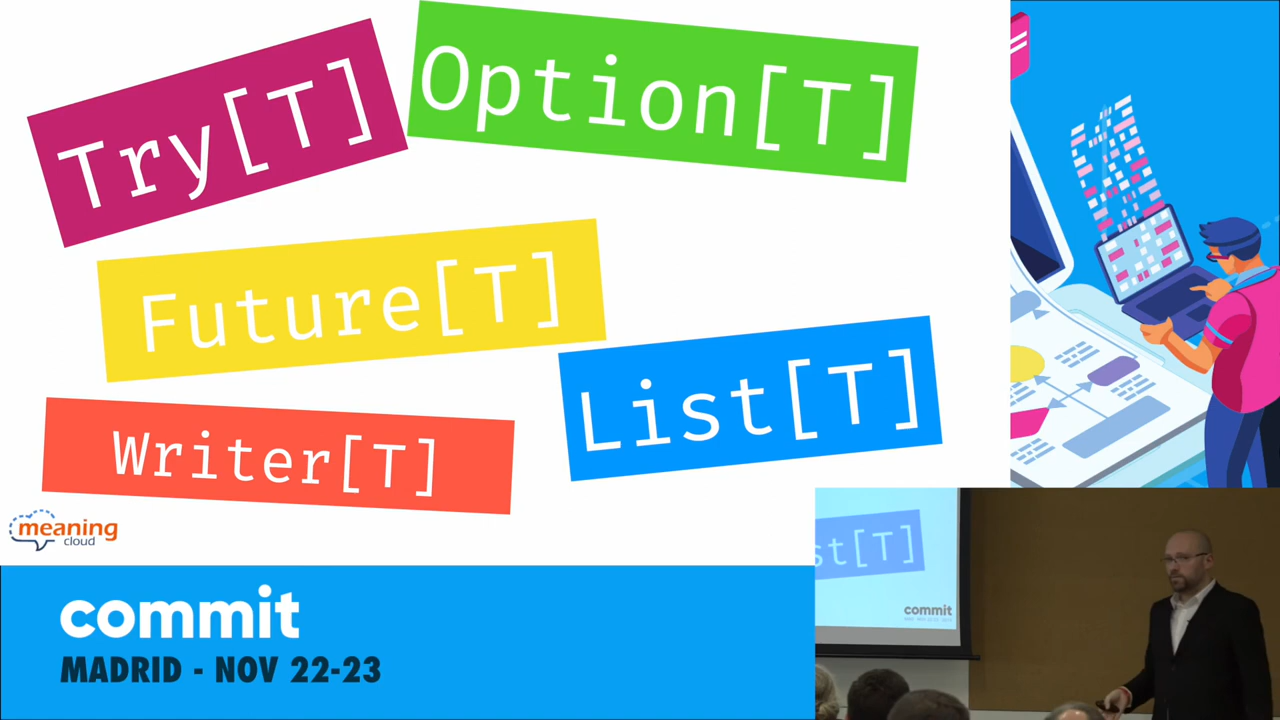 Try[T]
Option[T]
Future[T]
List[T]
Writer[T]
meaning
cloud
commit
MADRID - NOV 22-23
st[T]
commit